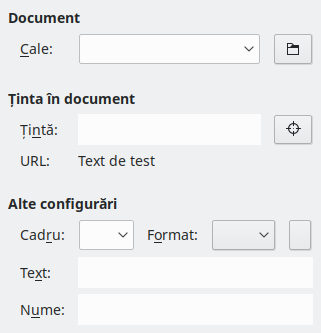 Document
Cale:
Ținta în document
Țintă:
URL: Text de test
Alte configurări
Cadru: Format:
Text:
Nume: